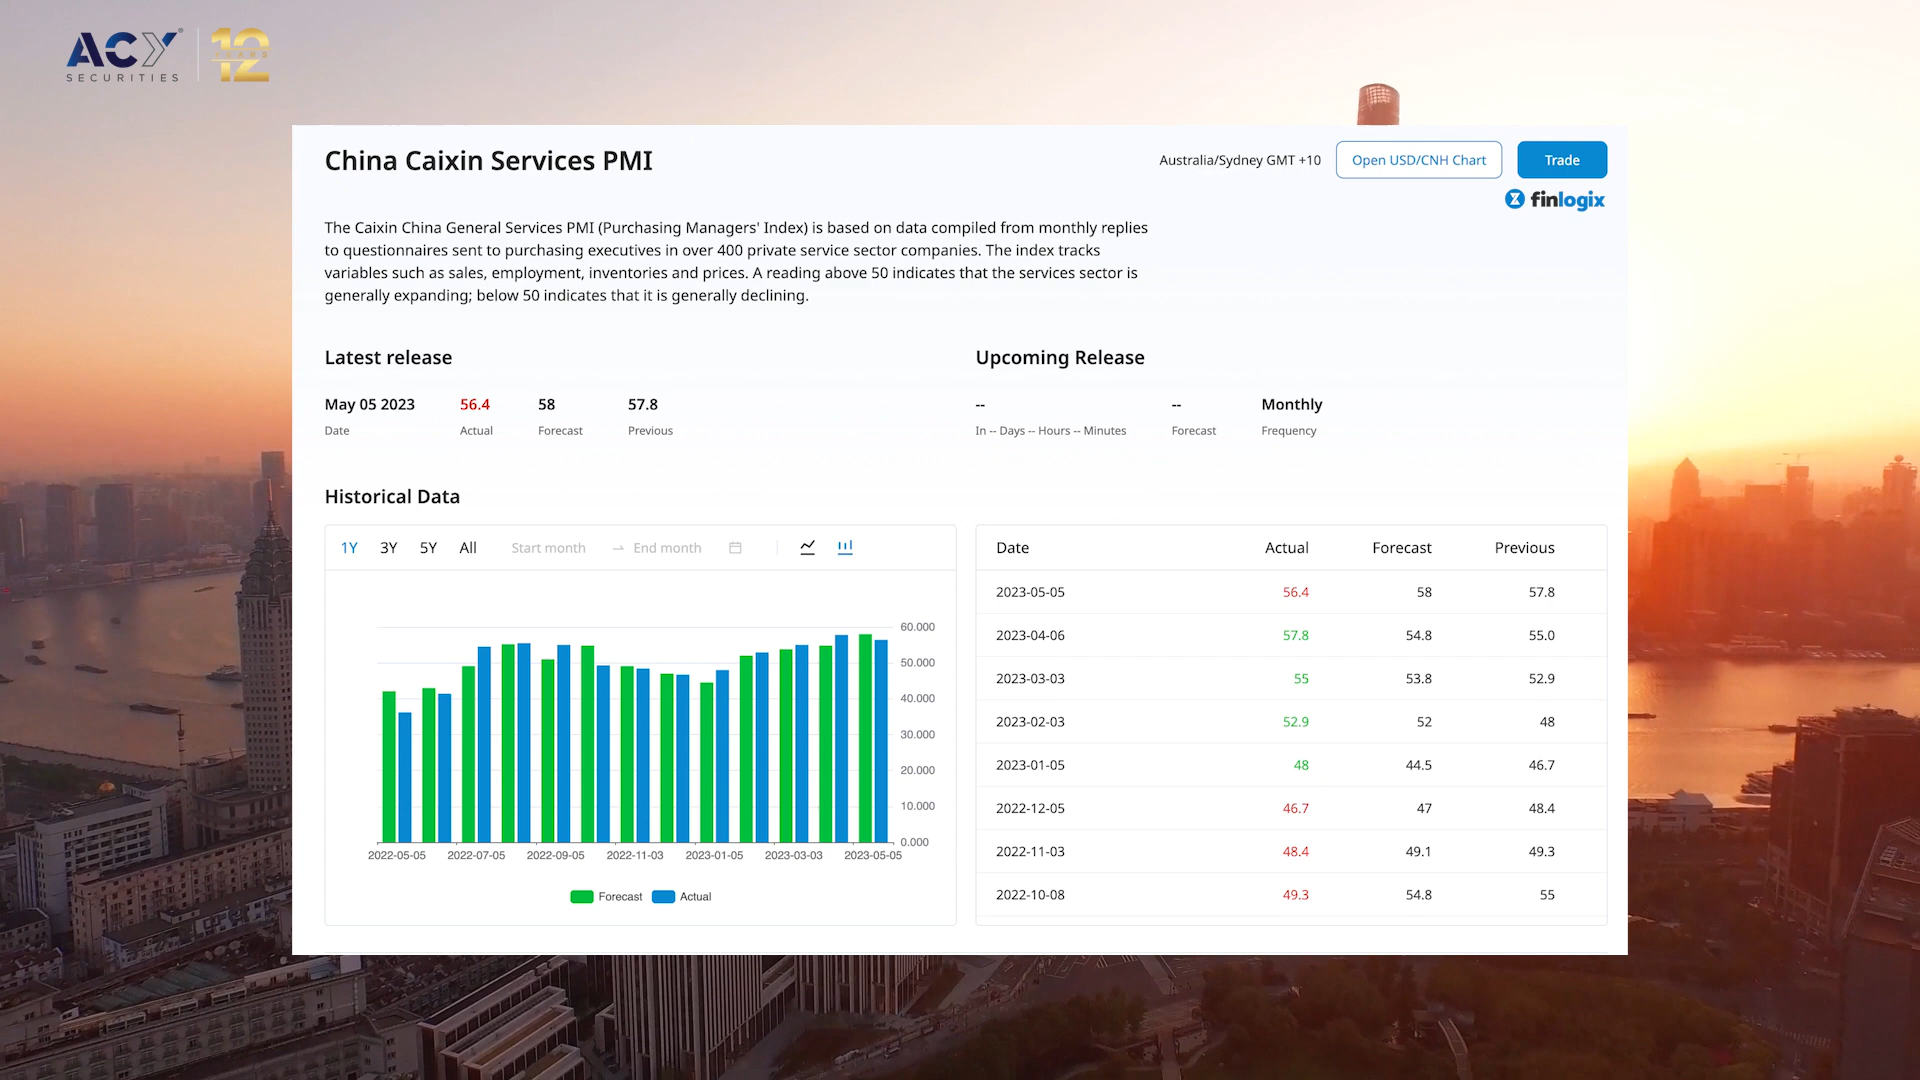 ACY
SECURITIES
12
YEARS
China Caixin Services PMI
Australia/Sydney GMT +10
Open USD/CNH Chart
Trade
finlogix
The Caixin China General Services PMI (Purchasing Managers' Index) is based on data compiled from monthly replies
to questionnaires sent to purchasing executives in over 400 private service sector companies. The index tracks
variables such as sales, employment, inventories and prices. A reading above 50 indicates that the services sector is
generally expanding; below 50 indicates that it is generally declining.
Latest release
May 05 2023 56.4 58 57.8
Date Actual Forecast Previous
Upcoming Release
-- -- Monthly
In -- Days -- Hours -- Minutes Forecast Frequency
Historical Data
1Y 3Y 5Y All Start month → End month
60.000
50.000
40.000
30.000
20.000
10.000
0.000
2022-05-05 2022-07-05 2022-09-05 2022-11-03 2023-01-05 2023-03-03 2023-05-05
Forecast Actual
Date Actual Forecast Previous
2023-05-05 56.4 58 57.8
2023-04-06 57.8 54.8 55.0
2023-03-03 55 53.8 52.9
2023-02-03 52.9 52 48
2023-01-05 48 44.5 46.7
2022-12-05 46.7 47 48.4
2022-11-03 48.4 49.1 49.3
2022-10-08 49.3 54.8 55